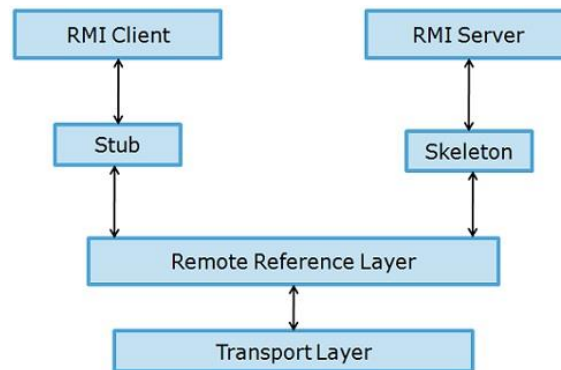 RMI Client
RMI Server
Stub
Skeleton
Remote Reference Layer
Transport Layer